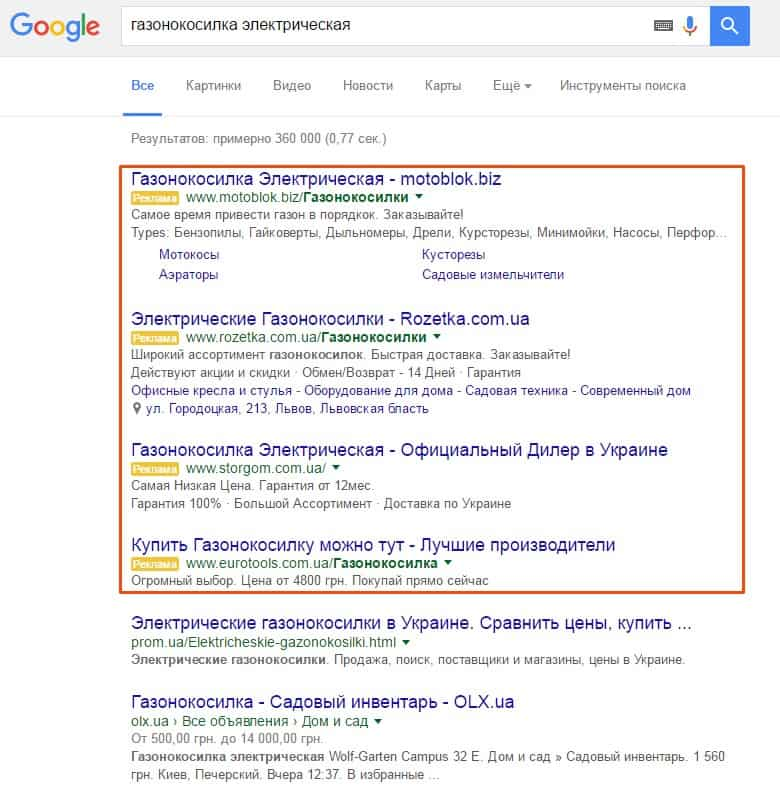 Google
газонокосилка электрическая
Все Картинки Видео Новости Карты Ещё Инструменты поиска
Результатов: примерно 360 000 (0,77 сек.)
Газонокосилка Электрическая - motoblok.biz
Реклама www.motoblok.biz/Газонокосилки
Самое время привести газон в порядкок. Заказывайте!
Types: Бензопилы, Гайковерты, Дыльномеры, Дрели, Курсторезы, Минимойки, Насосы, Перфор...
Мотокосы Кусторезы
Аэраторы Садовые измельчители
Электрические Газонокосилки - Rozetka.com.ua
Реклама www.rozetka.com.ua/Газонокосилки
Широкий ассортимент газонокосилок. Быстрая доставка. Заказывайте!
Действуют акции и скидки · Обмен/Возврат - 14 Дней · Гарантия
Офисные кресла и стулья - Оборудование для дома - Садовая техника - Современный дом
ул. Городоцкая, 213, Львов, Львовская бласть
Газонокосилка Электрическая - Официальный Дилер в Украине
Реклама www.storgom.com.ua/
Самая Низкая Цена. Гарантия от 12мес.
Гарантия 100% · Большой Ассортимент · Доставка по Украине
Купить Газонокосилку можно тут - Лучшие производители
Реклама www.eurotools.com.ua/Газонокосилка
Огромный выбор. Цена от 4800 грн. Покупай прямо сейчас
Электрические газонокосилки в Украине. Сравнить цены, купить ...
prom.ua/Elektricheskie-gazonokosilki.html
Электрические газонокосилки. Продажа, поиск, поставщики и магазины, цены в Украине.
Газонокосилка - Садовый инвентарь - OLX.ua
olx.ua › Все объявления › Дом и сад
От 500,00 грн. до 14 000,00 грн.
Газонокосилка электрическая Wolf-Garten Campus 32 E. Дом и сад » Садовый инвентарь. 1 560
грн. Киев, Печерский. Вчера 12:37. В избранные ...